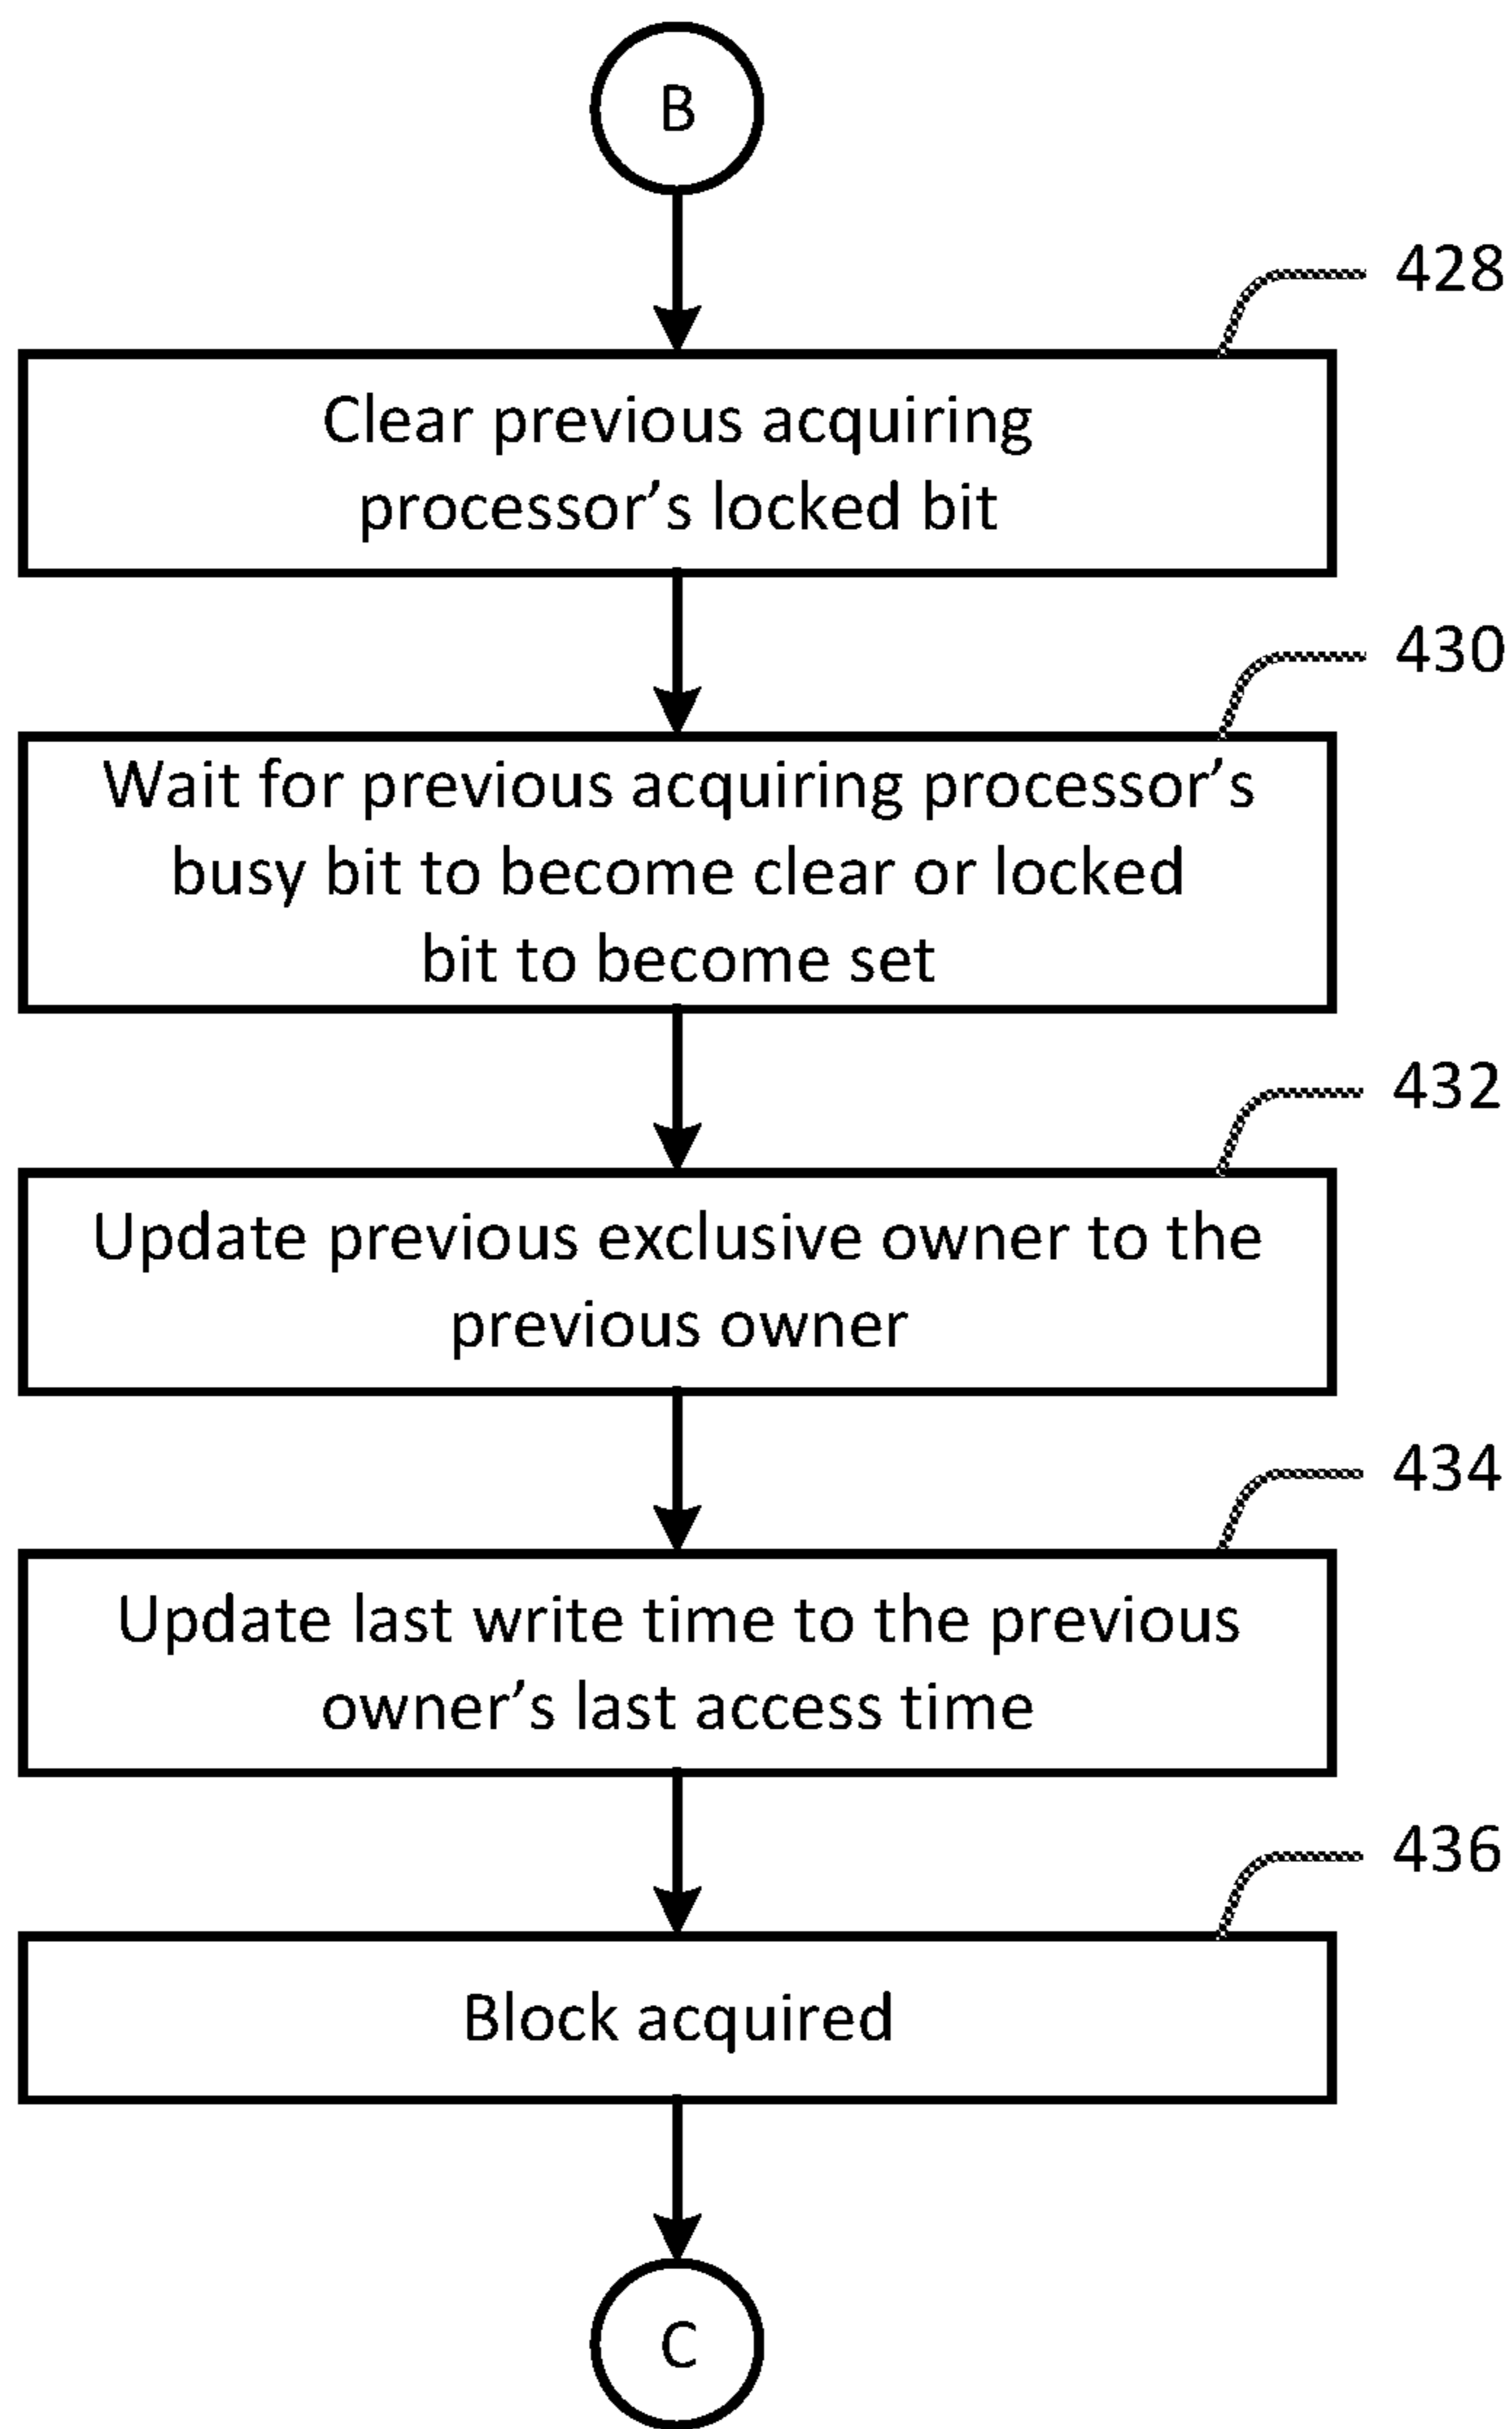 B
428
Clear previous acquiring
processor’s locked bit
430
Wait for previous acquiring processor’s
busy bit to become clear or locked
bit to become set
432
Update previous exclusive owner to the
previous owner
434
Update last write time to the previous
owner’s last access time
436
Block acquired
C